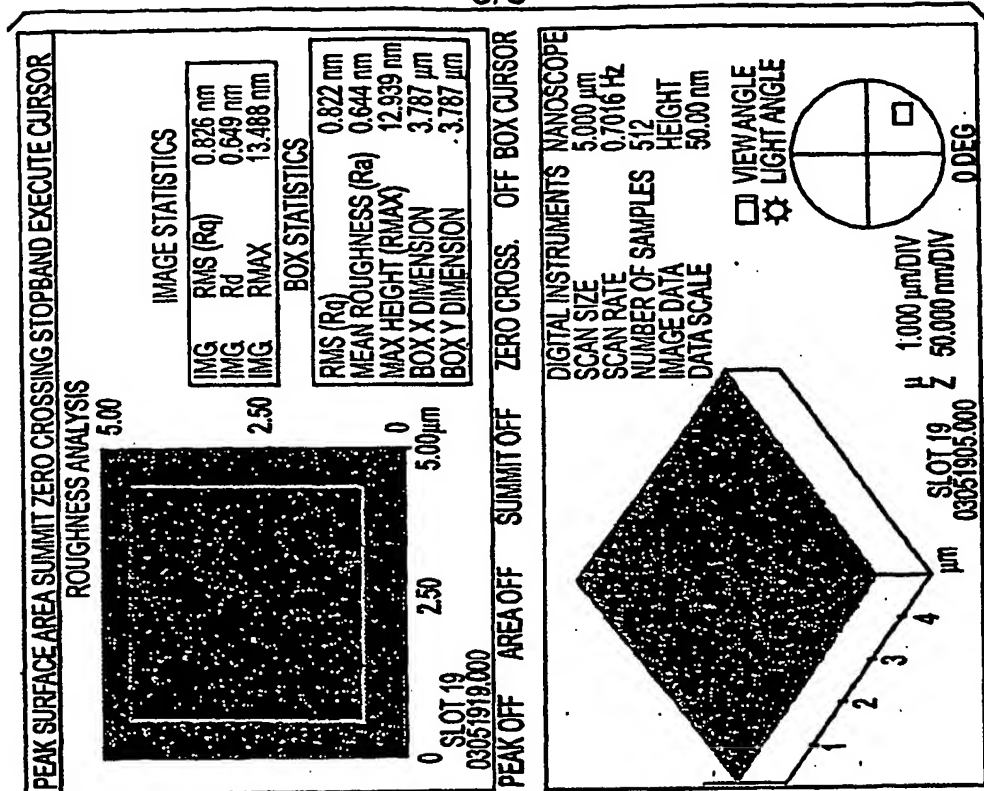 PEAK SURFACE AREA SUMMIT ZERO CROSSING STOPBAND EXECUTE CURSOR
ROUGHNESS ANALYSIS
5.00
2.50
0
0
2.50
5.00µm
SLOT 19
03051919.000
IMAGE STATISTICS
IMG RMS (Rq) 0.826 nm
IMG Rd 0.649 nm
IMG RMAX 13.488 nm
BOX STATISTICS
RMS (Rq) 0.822 nm
MEAN ROUGHNESS (Ra) 0.644 nm
MAX HEIGHT (RMAX) 12.939 nm
BOX X DIMENSION 3.787 µm
BOX Y DIMENSION 3.787 µm
PEAK OFF AREA OFF SUMMIT OFF ZERO CROSS. OFF BOX CURSOR
DIGITAL INSTRUMENTS NANOSCOPE
SCAN SIZE 5.000 µm
SCAN RATE 0.7016 Hz
NUMBER OF SAMPLES 512
IMAGE DATA HEIGHT
DATA SCALE 50.00 nm
VIEW ANGLE
LIGHT ANGLE
0 DEG
1
2
3
4
µm
µ 1:000 µm/DIV
Z 50.000 nm/DIV
SLOT 19
03051905.000